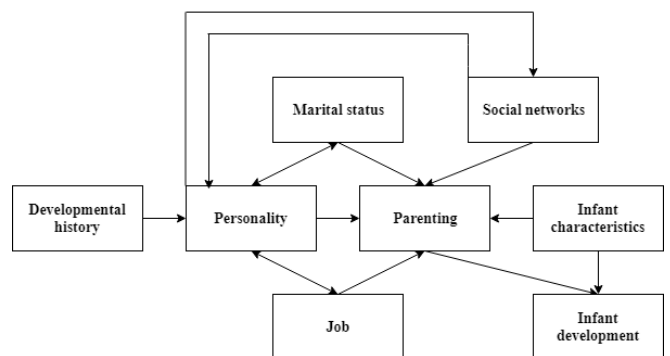 Marital status
Social networks
Developmental
history
Personality
Parenting
Infant
characteristics
Job
Infant
development